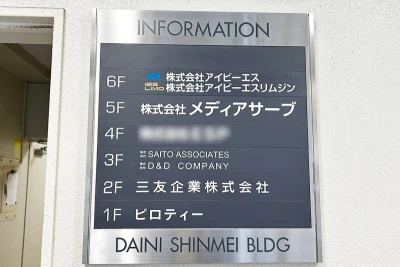 INFORMATION
6F IBS 株式会社アイビーエス
IBS LIMO 株式会社アイビーエスリムジン
5F 株式会社 メディアサーブ
4F
3F SAITO ASSOCIATES
D&D COMPANY
2F 三友企業株式会社
1F ピロティー
DAINI SHINMEI BLDG